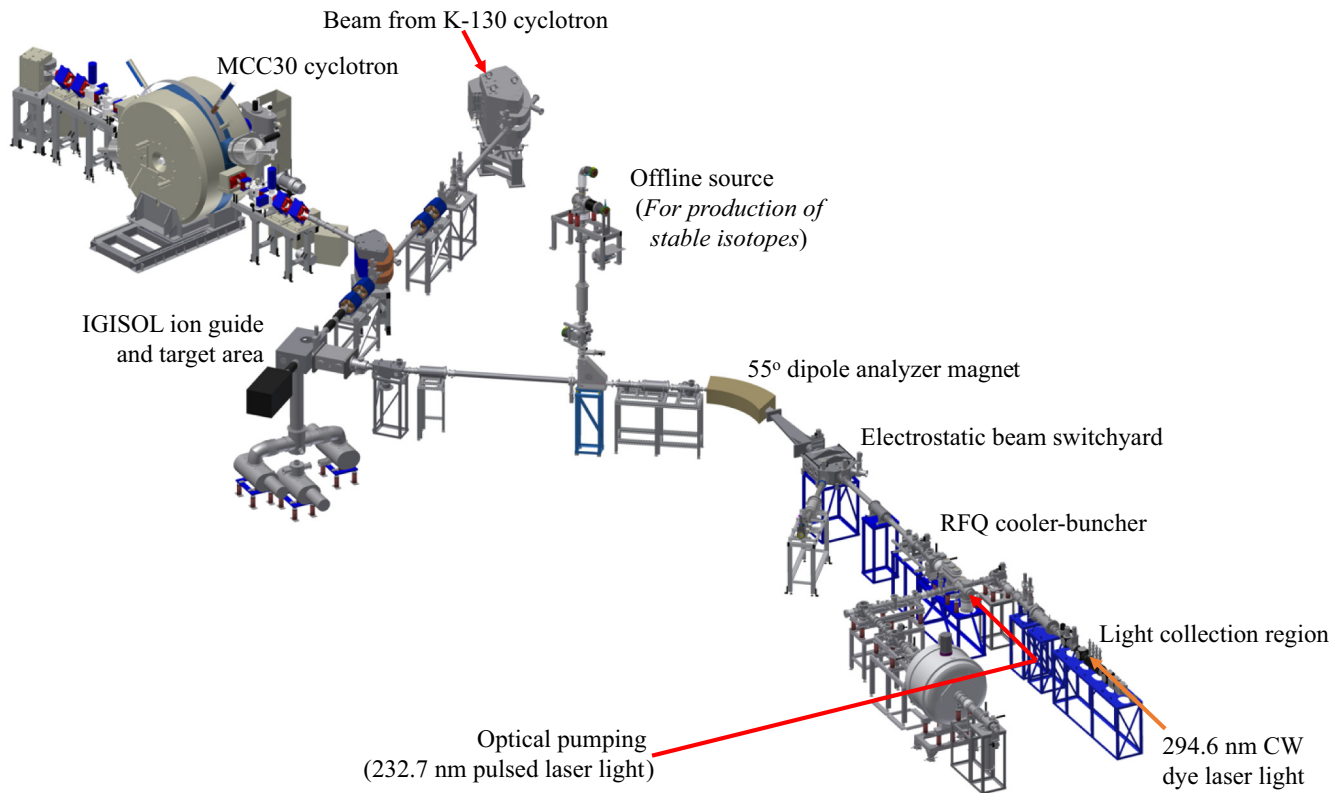 Beam from K-130 cyclotron
MCC30 cyclotron
Offline source
(For production of
stable isotopes)
IGISOL ion guide
and target area
55o dipole analyzer magnet
Electrostatic beam switchyard
RFQ cooler-buncher
Light collection region
Optical pumping
(232.7 nm pulsed laser light)
294.6 nm CW
dye laser light